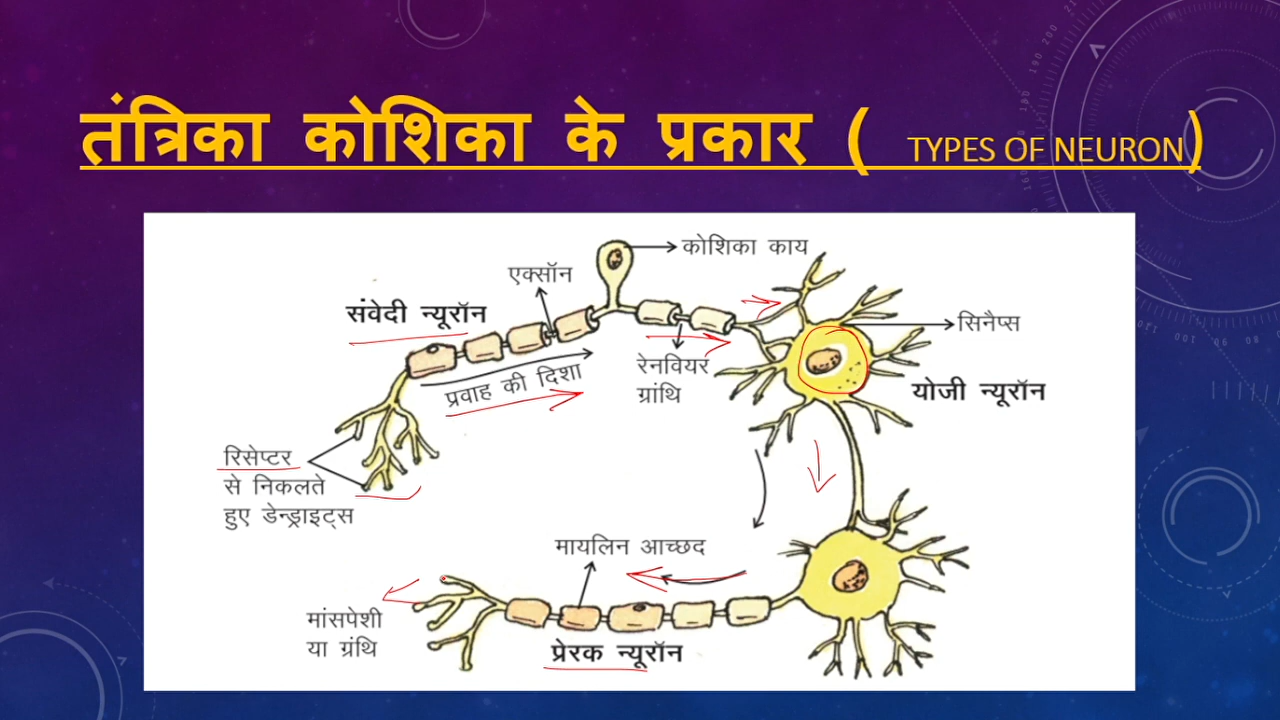 तंत्रिका कोशिका के प्रकार ( TYPES OF NEURON)
कोशिका काय
एक्सॉन
संवेदी न्यूरॉन
सिनैप्स
प्रवाह की दिशा
रेनवियर
ग्रांथि
योजी न्यूरॉन
रिसेप्टर
से निकलते
हुए डेन्ड्राइट्स
मायलिन आच्छद
मांसपेशी
या ग्रंथि
प्रेरक न्यूरॉन